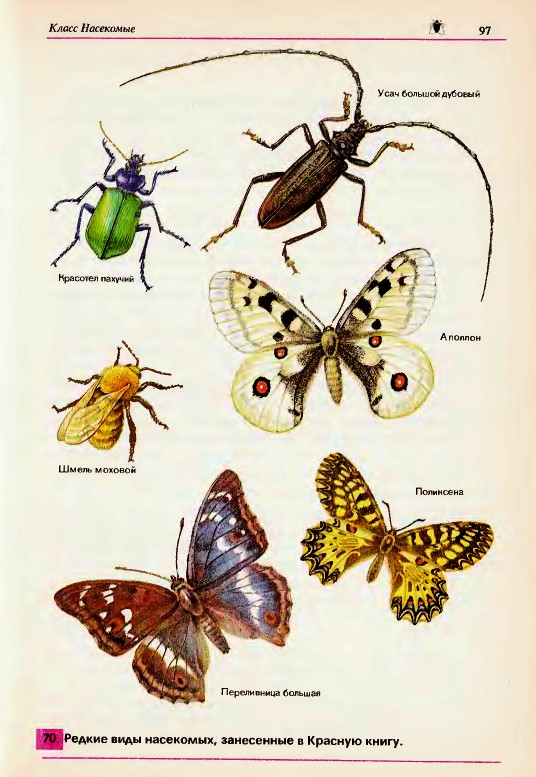 Класс Насекомые 97
Усач большой дубовый
Красотел пахучий
Аполлон
Шмель моховой
Поликсена
Переливница большая
70. Редкие виды насекомых, занесенные в Красную книгу.